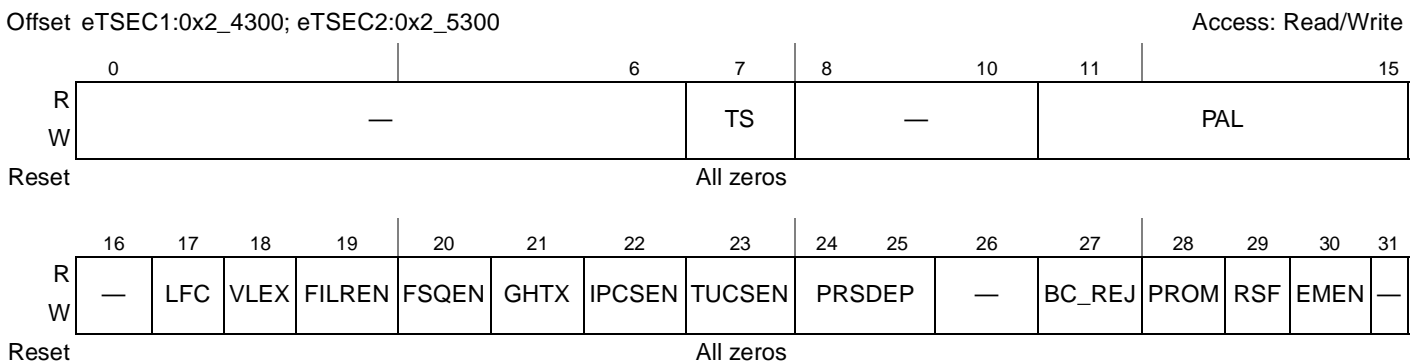 Offset eTSEC1:0x2_4300; eTSEC2:0x2_5300 Access: Read/Write
0 6 7 8 10 11 15
R
— TS — PAL
W
Reset All zeros
16 17 18 19 20 21 22 23 24 25 26 27 28 29 30 31
R
— LFC VLEX FILREN FSQEN GHTX IPCSEN TUCSEN PRSDEP — BC_REJ PROM RSF EMEN —
W
Reset All zeros